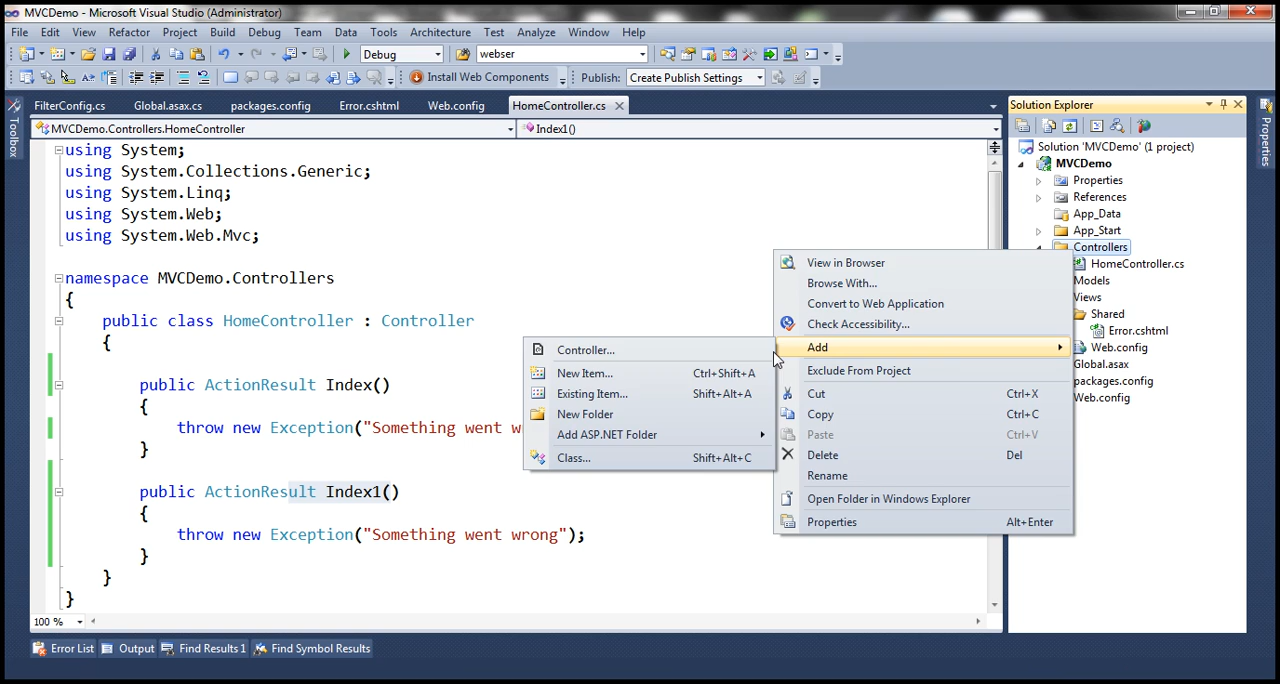 MVCDemo - Microsoft Visual Studio (Administrator)
File Edit View Refactor Project Build Debug Team Data Tools Architecture Test Analyze Window Help
Debug webser
Install Web Components Publish: Create Publish Settings
Toolbox
FilterConfig.cs Global.asax.cs packages.config Error.cshtml Web.config HomeController.cs
MVCDemo.Controllers.HomeController Index1()
using System;
using System.Collections.Generic;
using System.Linq;
using System.Web;
using System.Web.Mvc;
namespace MVCDemo.Controllers
{
public class HomeController : Controller
{
public ActionResult Index()
{
throw new Exception("Something went w
}
public ActionResult Index1()
{
throw new Exception("Something went wrong");
}
}
}
100 %
Error List Output Find Results 1 Find Symbol Results
Controller...
New Item... Ctrl+Shift+A
Existing Item... Shift+Alt+A
New Folder
Add ASP.NET Folder
Class... Shift+Alt+C
View in Browser
Browse With...
Convert to Web Application
Check Accessibility...
Add
Exclude From Project
Cut Ctrl+X
Copy Ctrl+C
Paste Ctrl+V
Delete Del
Rename
Open Folder in Windows Explorer
Properties Alt+Enter
Solution Explorer
Solution 'MVCDemo' (1 project)
MVCDemo
Properties
References
App_Data
App_Start
Controllers
HomeController.cs
Models
Views
Shared
Error.cshtml
Web.config
Global.asax
packages.config
Web.config
Properties